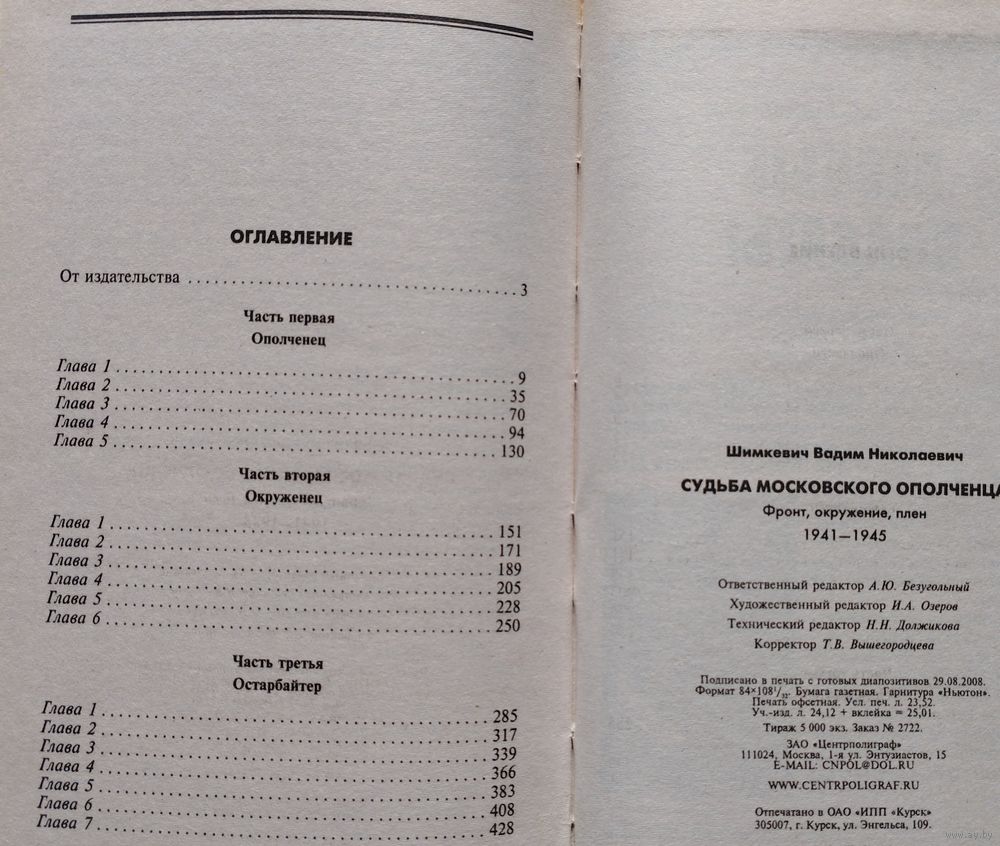 ОГЛАВЛЕНИЕ
От издательства ........................................ 3
Часть первая
Ополченец
Глава 1 ........................................ 9
Глава 2 ........................................ 35
Глава 3 ........................................ 70
Глава 4 ........................................ 94
Глава 5 ........................................ 130
Часть вторая
Окруженец
Глава 1 ........................................ 151
Глава 2 ........................................ 171
Глава 3 ........................................ 189
Глава 4 ........................................ 205
Глава 5 ........................................ 228
Глава 6 ........................................ 250
Часть третья
Остарбайтер
Глава 1 ........................................ 285
Глава 2 ........................................ 317
Глава 3 ........................................ 339
Глава 4 ........................................ 366
Глава 5 ........................................ 383
Глава 6 ........................................ 408
Глава 7 ........................................ 428
Шимкевич Вадим Николаевич
СУДЬБА МОСКОВСКОГО ОПОЛЧЕНЦА
Фронт, окружение, плен
1941—1945
Ответственный редактор А.Ю. Безугольный
Художественный редактор И.А. Озеров
Технический редактор Н.Н. Должикова
Корректор Т.В. Вышегородцева
Подписано в печать с готовых диапозитивов 29.08.2008.
Формат 84×108¹/₃₂. Бумага газетная. Гарнитура «Ньютон».
Печать офсетная. Усл. печ. л. 23,52.
Уч.-изд. л. 24,12 + вклейка = 25,01.
Тираж 5 000 экз. Заказ № 2722.
ЗАО «Центрполиграф»
111024, Москва, 1-я ул. Энтузиастов, 15
E-MAIL: CNPOL@DOL.RU
WWW.CENTRPOLIGRAF.RU
Отпечатано в ОАО «ИПП «Курск»
305007, г. Курск, ул. Энгельса, 109.
www.ay.by